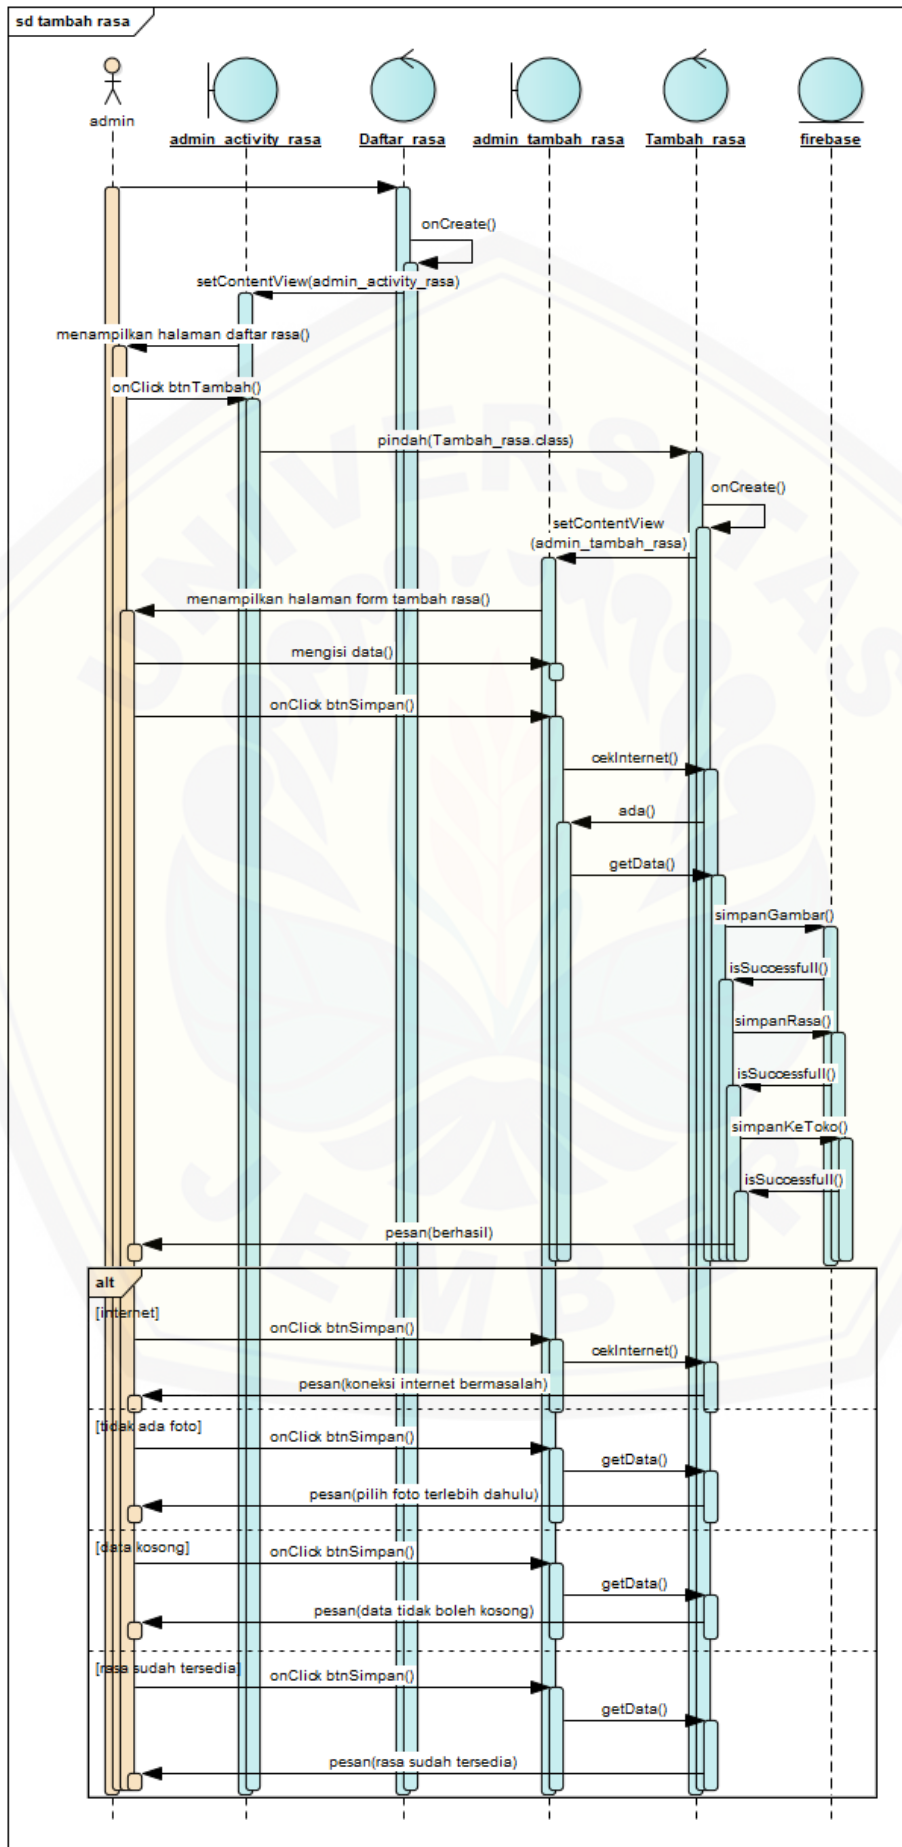 sd tambah rasa
admin
admin_activity_rasa
Daftar_rasa
admin_tambah_rasa
Tambah_rasa
firebase
onCreate()
setContentView(admin_activity_rasa)
menampilkan halaman daftar rasa()
onClick btnTambah()
pindah(Tambah_rasa.class)
onCreate()
setContentView
(admin_tambah_rasa)
menampilkan halaman form tambah rasa()
mengisi data()
onClick btnSimpan()
cekInternet()
ada()
getData()
simpanGambar()
isSuccessfull()
simpanRasa()
isSuccessfull()
simpanKeToko()
isSuccessfull()
pesan(berhasil)
alt
[internet]
onClick btnSimpan()
cekInternet()
pesan(koneksi internet bermasalah)
[tidak ada foto]
onClick btnSimpan()
getData()
pesan(pilih foto terlebih dahulu)
[data kosong]
onClick btnSimpan()
getData()
pesan(data tidak boleh kosong)
[rasa sudah tersedia]
onClick btnSimpan()
getData()
pesan(rasa sudah tersedia)
UNIVERSITAS
JEMBER